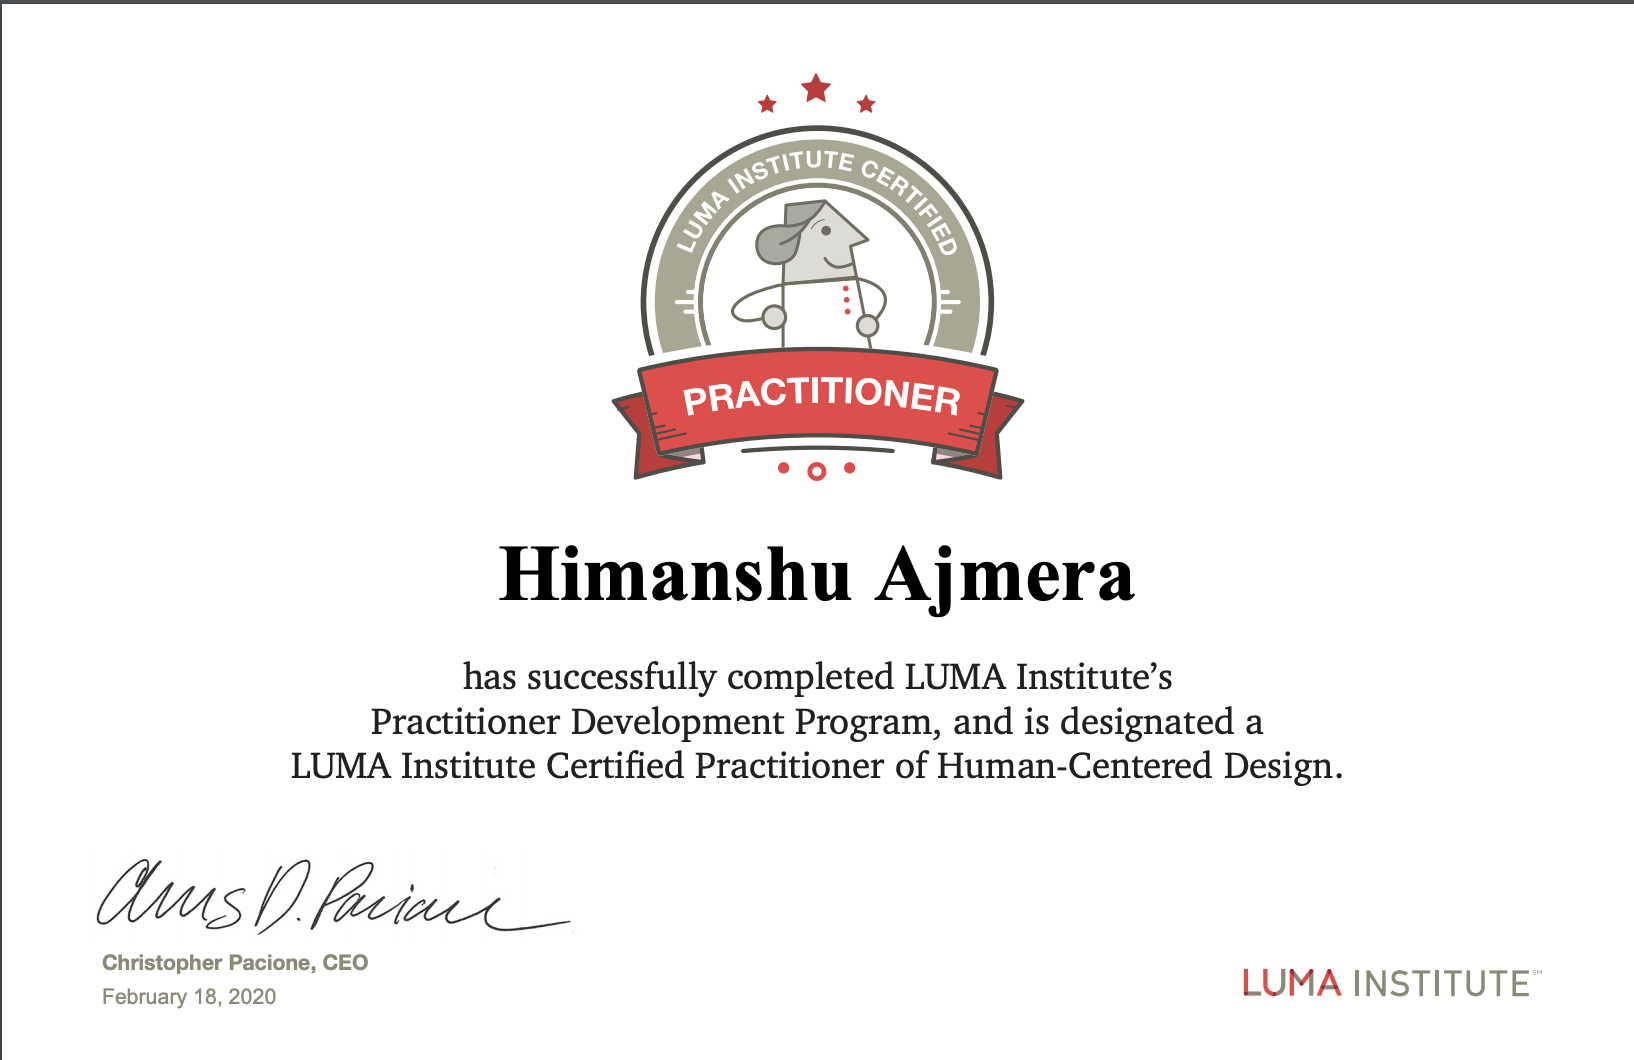 LUMA INSTITUTE CERTIFIED
PRACTITIONER
Himanshu Ajmera
has successfully completed LUMA Institute’s
Practitioner Development Program, and is designated a
LUMA Institute Certified Practitioner of Human-Centered Design.
Chris D. Pacione
Christopher Pacione, CEO
February 18, 2020
LUMA INSTITUTE℠